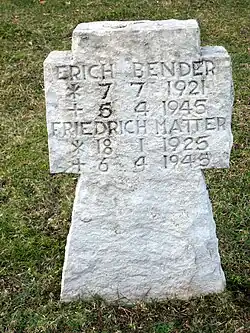 ERICH BENDER
* 7 7 1921
+ 5 4 1945
FRIEDRICH MATTER
* 18 1 1925
+ 6 4 1945